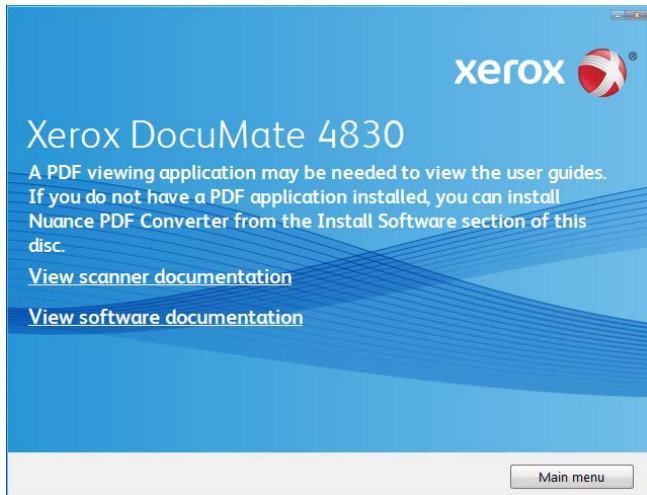 xerox
Xerox DocuMate 4830
A PDF viewing application may be needed to view the user guides.
If you do not have a PDF application installed, you can install
Nuance PDF Converter from the Install Software section of this
disc.
View scanner documentation
View software documentation
Main menu